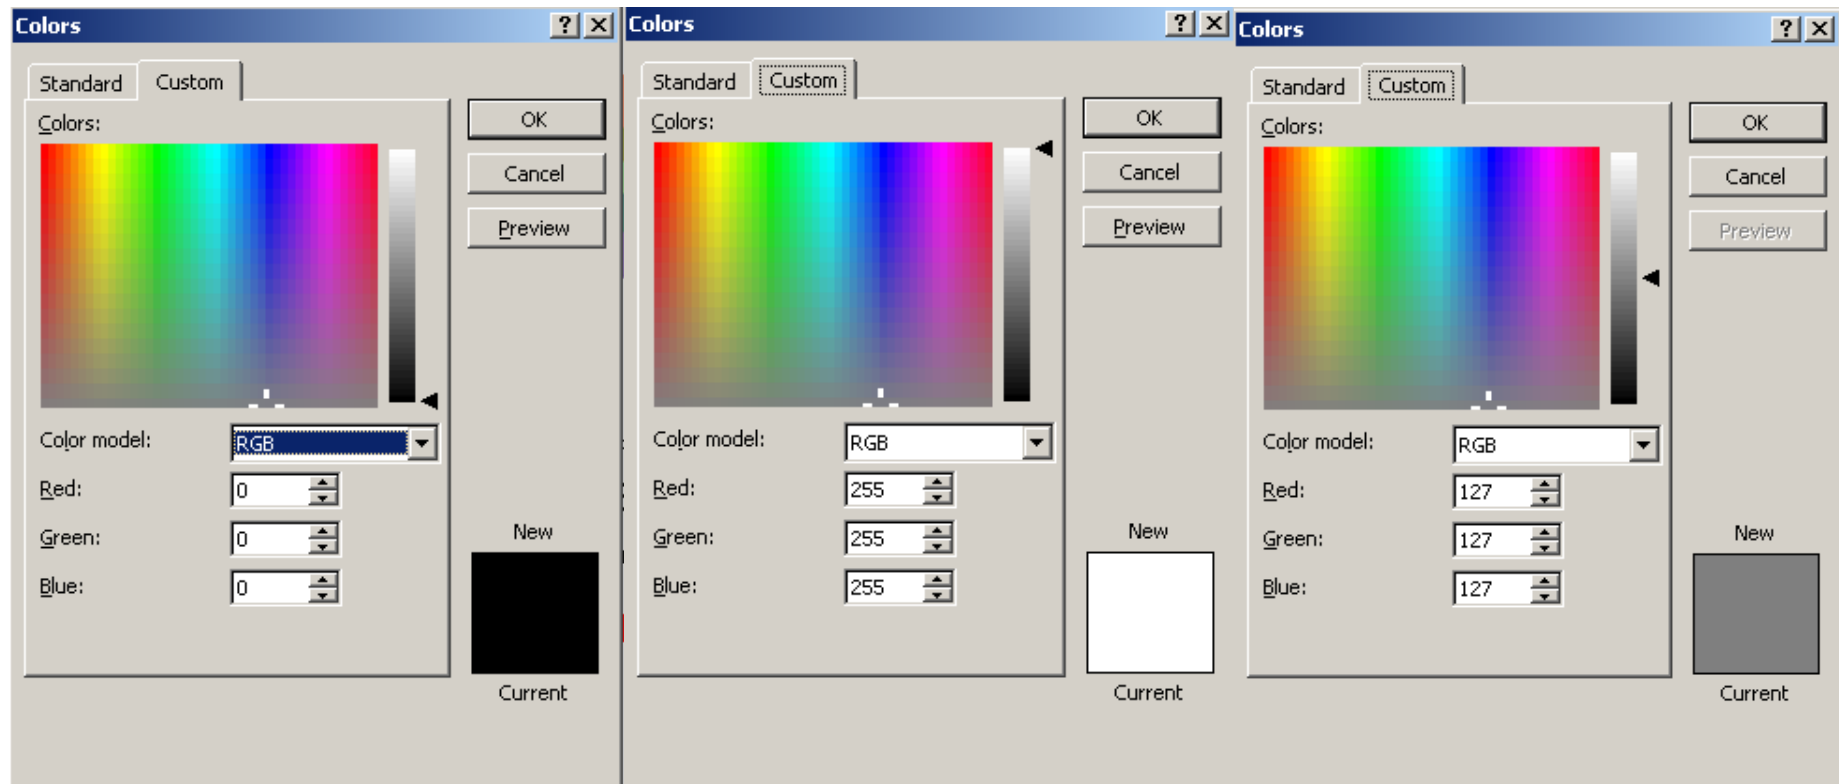 Colors
Standard Custom
Colors:
OK
Cancel
Preview
Color model: RGB
Red: 0
Green: 0
Blue: 0
New
Current
Colors
Standard Custom
Colors:
OK
Cancel
Preview
Color model: RGB
Red: 255
Green: 255
Blue: 255
New
Current
Colors
Standard Custom
Colors:
OK
Cancel
Preview
Color model: RGB
Red: 127
Green: 127
Blue: 127
New
Current